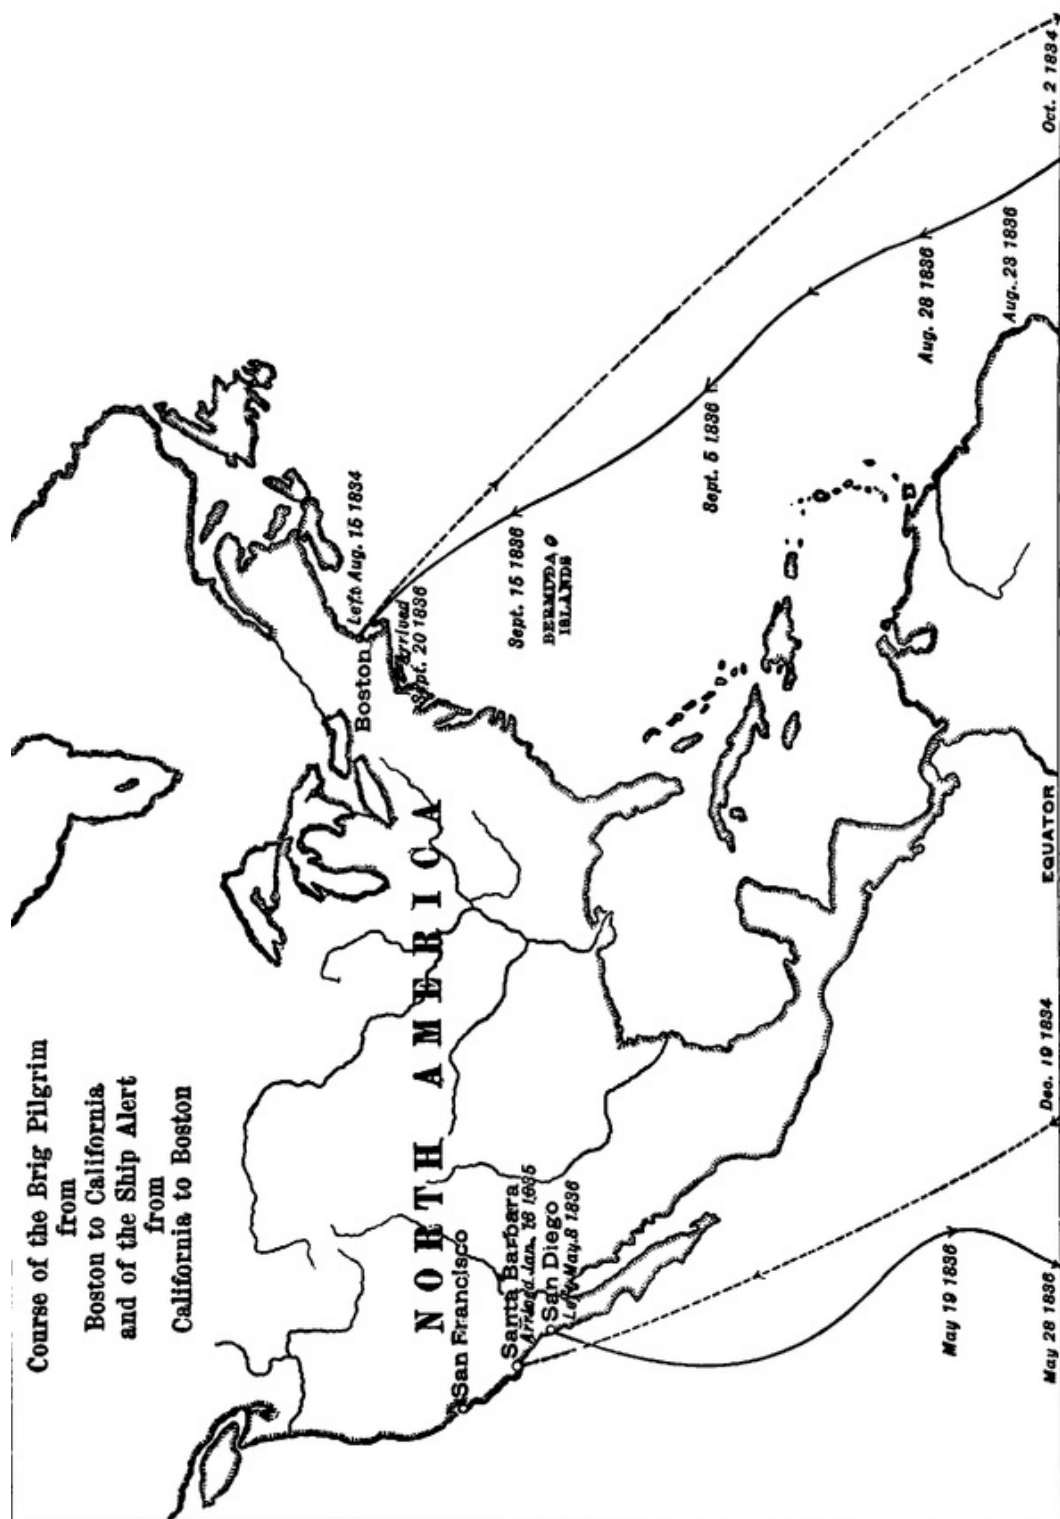 Course of the Brig Pilgrim
from
Boston to California
and of the Ship Alert
from
California to Boston
NORTH AMERICA
San Francisco
Santa Barbara
Arrived Jan. 16 1835
San Diego
Left May 8 1836
Boston
Left Aug. 15 1834
Arrived
Sept. 20 1836
Sept. 15 1836
BERMUDA
ISLANDS
Sept. 5 1836
Aug. 28 1836
Aug. 23 1836
Oct. 2 1834
May 19 1836
May 28 1836
Dec. 19 1834
EQUATOR